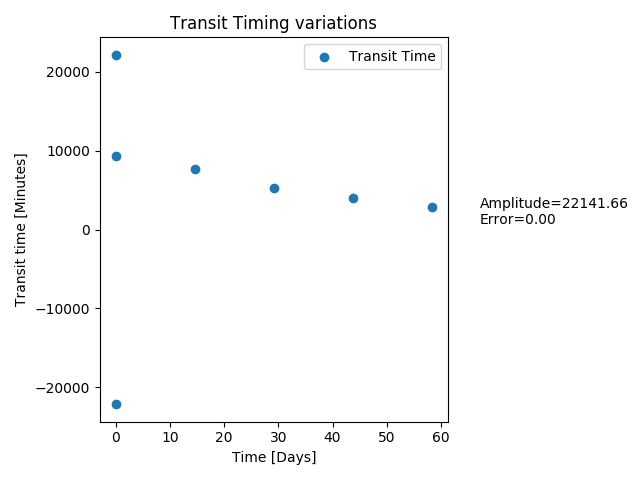 Transit Timing variations
Transit Time
20000
10000
0
−10000
−20000
Transit time [Minutes]
Amplitude=22141.66
Error=0.00
0 10 20 30 40 50 60
Time [Days]